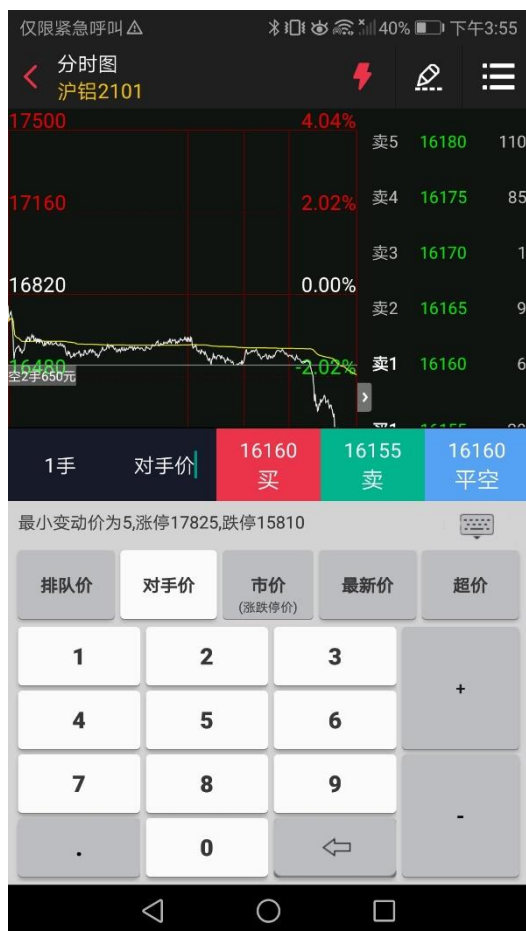 仅限紧急呼叫
40%
下午3:55
分时图
沪铝2101
17500
4.04%
17160
2.02%
16820
0.00%
16480
-2.02%
空2手650元
卖5 16180 110
卖4 16175 85
卖3 16170 1
卖2 16165 9
卖1 16160 6
1手
对手价
16160
买
16155
卖
16160
平空
最小变动价为5,涨停17825,跌停15810
排队价
对手价
市价
(涨跌停价)
最新价
超价
1 2 3
+
4 5 6
7 8 9
-
. 0